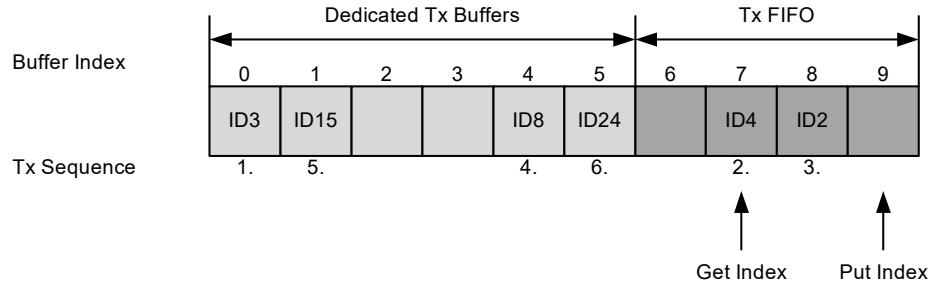 Dedicated Tx Buffers Tx FIFO
Buffer Index 0 1 2 3 4 5 6 7 8 9
ID3 ID15 ID8 ID24 ID4 ID2
Tx Sequence 1. 5. 4. 6. 2. 3.
Get Index Put Index